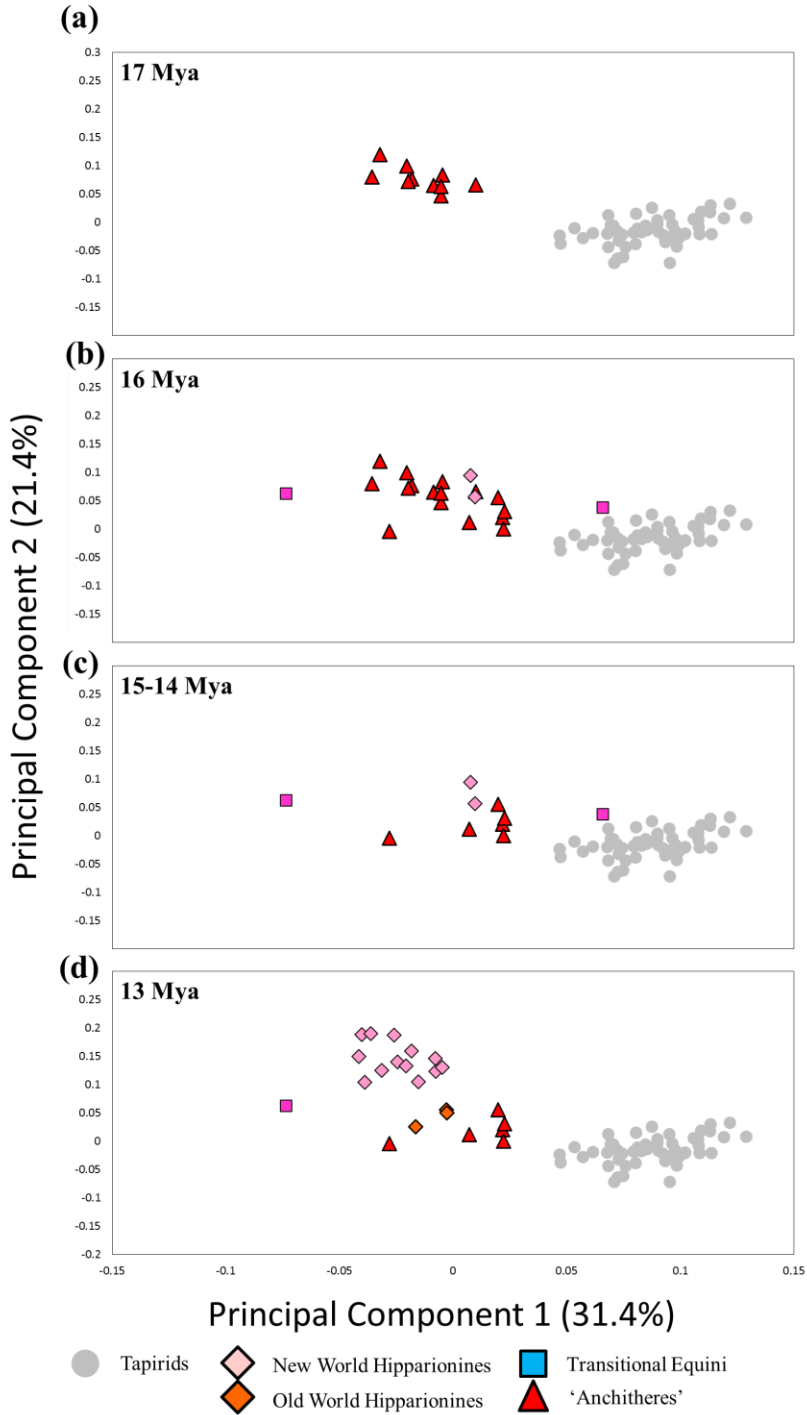 (a)
17 Mya
0.3
0.25
0.2
0.15
0.1
0.05
0
-0.05
-0.1
-0.15
(b)
16 Mya
0.25
0.2
0.15
0.1
0.05
0
-0.05
-0.1
-0.15
(c)
15-14 Mya
0.25
0.2
0.15
0.1
0.05
0
-0.05
-0.1
-0.15
(d)
13 Mya
0.25
0.2
0.15
0.1
0.05
0
-0.05
-0.1
-0.15
-0.2
-0.15 -0.1 -0.05 0 0.05 0.1 0.15
Principal Component 2 (21.4%)
Principal Component 1 (31.4%)
Tapirids New World Hipparionines Transitional Equini
Old World Hipparionines 'Anchitheres'